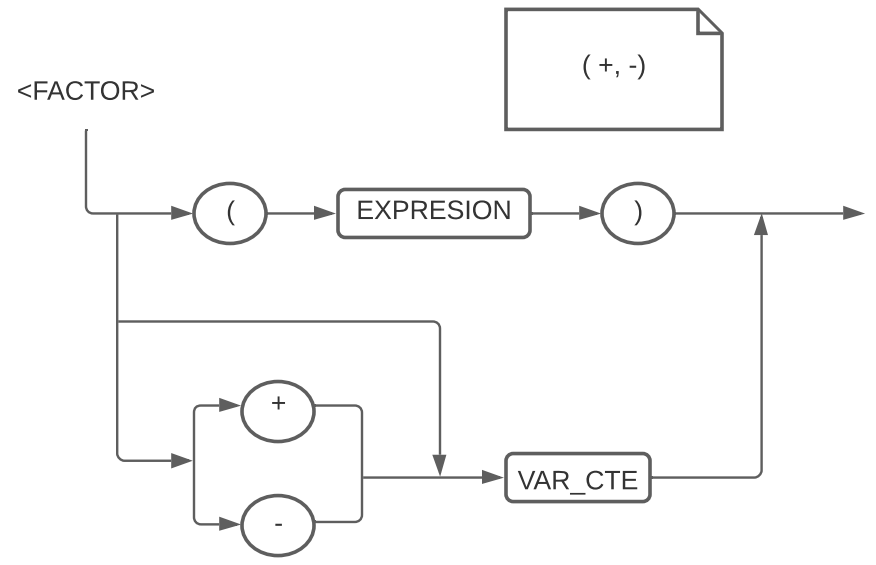 ( +, -)
<FACTOR>
( EXPRESION )
+
VAR_CTE
-